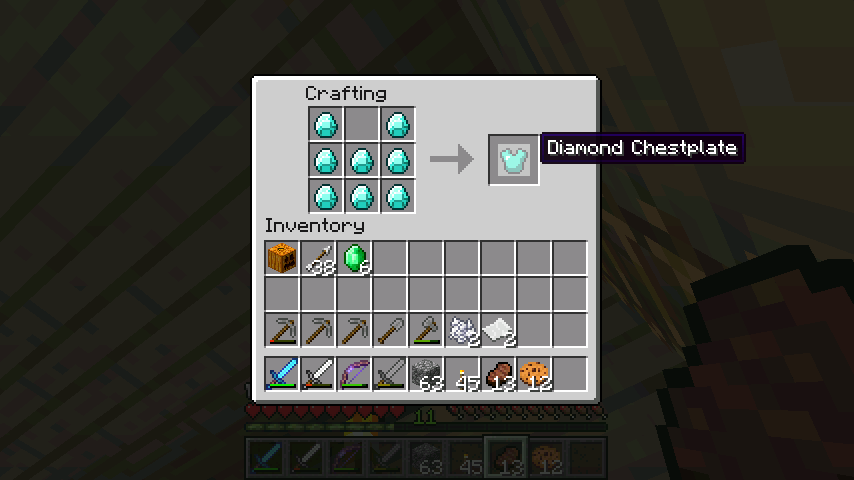 Crafting
Diamond Chestplate
Inventory
38 6
2 2
63 45 13 12
11
63 45 13 12